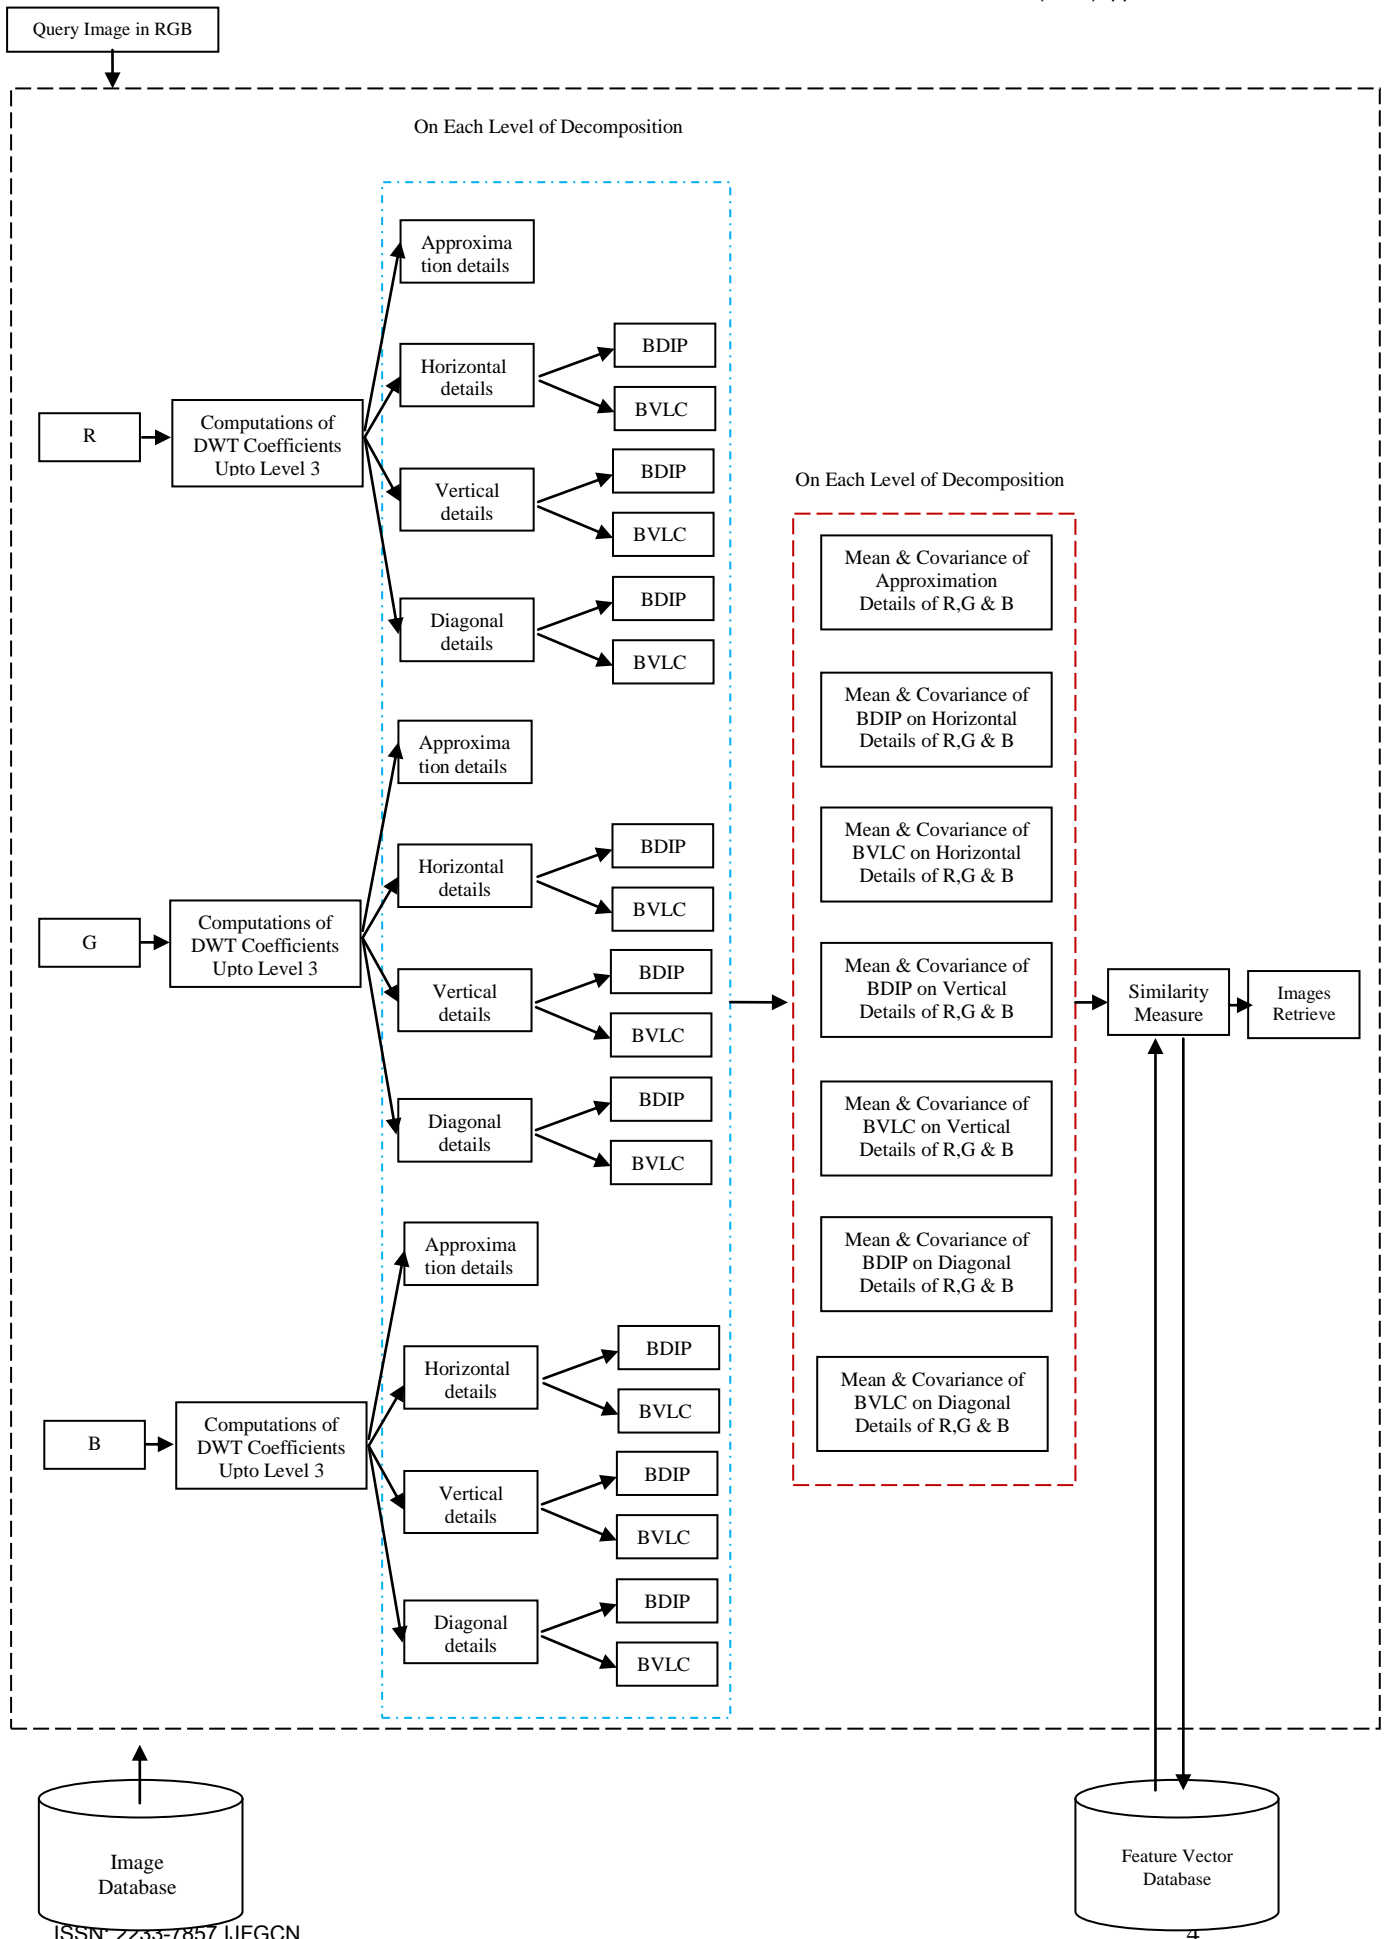 Query Image in RGB
On Each Level of Decomposition
Approxima
tion details
Horizontal
details
BDIP
BVLC
R
Computations of
DWT Coefficients
Upto Level 3
Vertical
details
BDIP
BVLC
Diagonal
details
BDIP
BVLC
Approxima
tion details
Horizontal
details
BDIP
BVLC
G
Computations of
DWT Coefficients
Upto Level 3
Vertical
details
BDIP
BVLC
Diagonal
details
BDIP
BVLC
Approxima
tion details
Horizontal
details
BDIP
BVLC
B
Computations of
DWT Coefficients
Upto Level 3
Vertical
details
BDIP
BVLC
Diagonal
details
BDIP
BVLC
On Each Level of Decomposition
Mean & Covariance of
Approximation
Details of R,G & B
Mean & Covariance of
BDIP on Horizontal
Details of R,G & B
Mean & Covariance of
BVLC on Horizontal
Details of R,G & B
Mean & Covariance of
BDIP on Vertical
Details of R,G & B
Mean & Covariance of
BVLC on Vertical
Details of R,G & B
Mean & Covariance of
BDIP on Diagonal
Details of R,G & B
Mean & Covariance of
BVLC on Diagonal
Details of R,G & B
Similarity
Measure
Images
Retrieve
Image
Database
Feature Vector
Database
ISSN: 2233-7857 IJFGCN
4